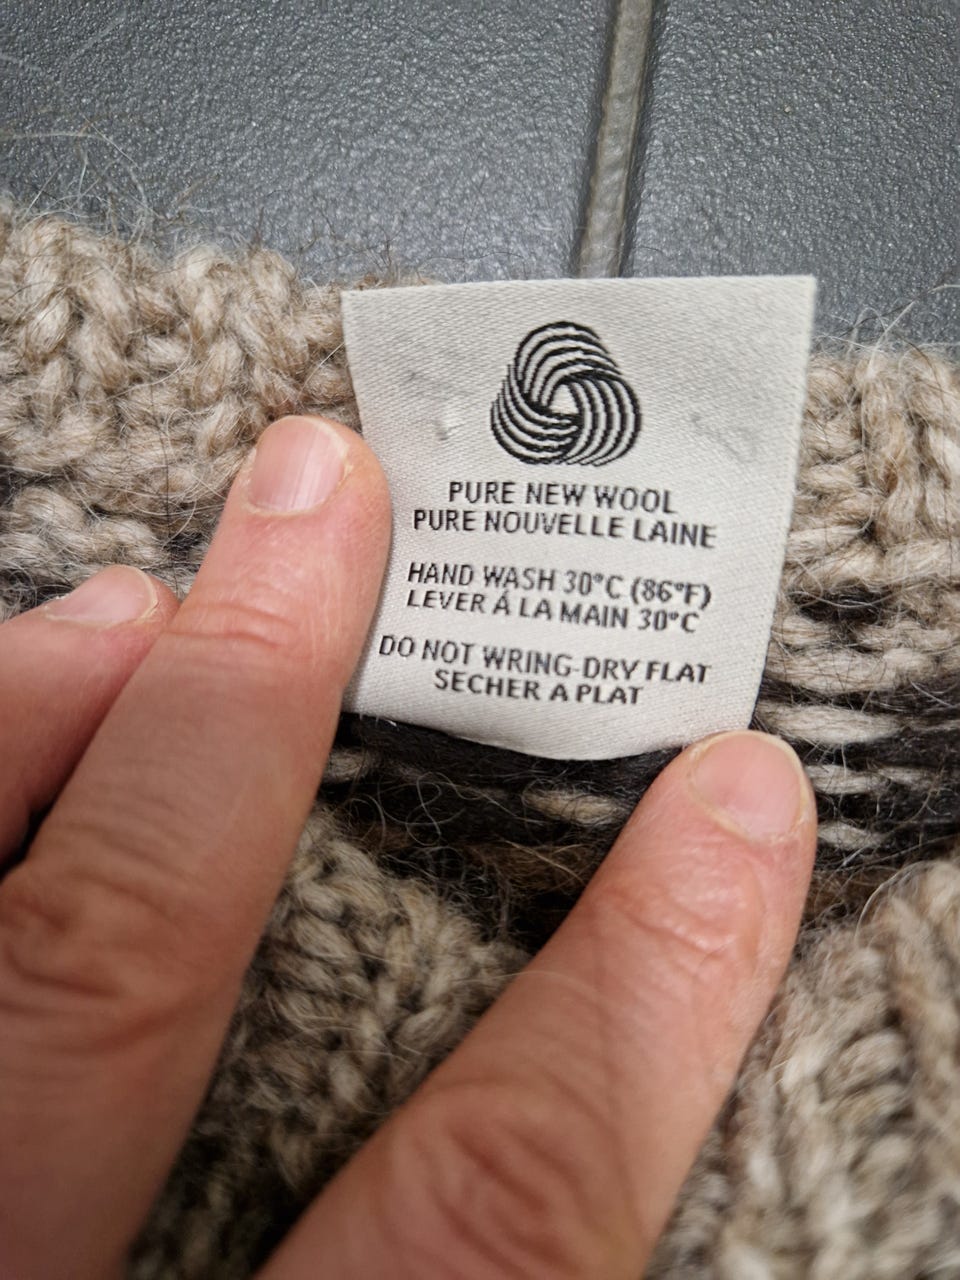 PURE NEW WOOL
PURE NOUVELLE LAINE
HAND WASH 30°C (86°F)
LEVER Á LA MAIN 30°C
DO NOT WRING-DRY FLAT
SECHER A PLAT